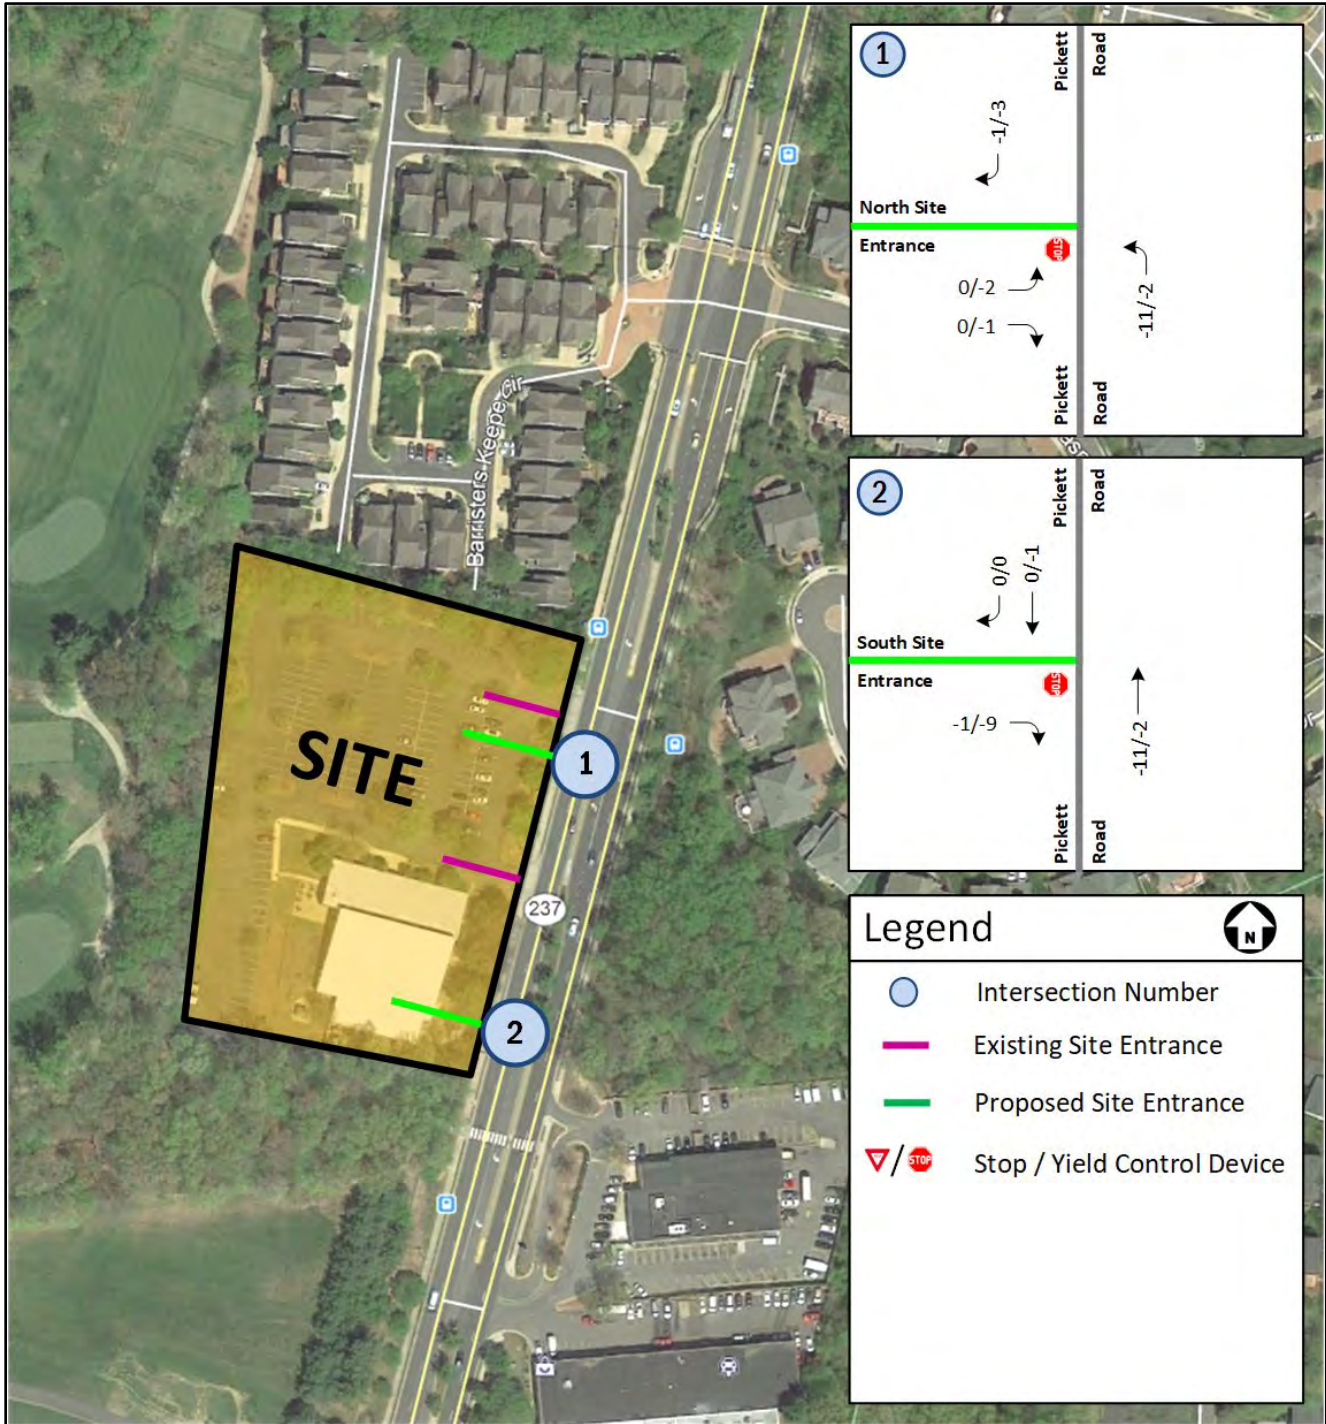 1
Pickett
Road
-1/-3
North Site
Entrance
STOP
0/-2
0/-1
-11/-2
Pickett
Road
2
Pickett
Road
0/0
0/-1
South Site
Entrance
STOP
-1/-9
-11/-2
Pickett
Road
Barristers Keepe Cir
SITE
1
237
2
Legend
N
Intersection Number
Existing Site Entrance
Proposed Site Entrance
/ STOP Stop / Yield Control Device